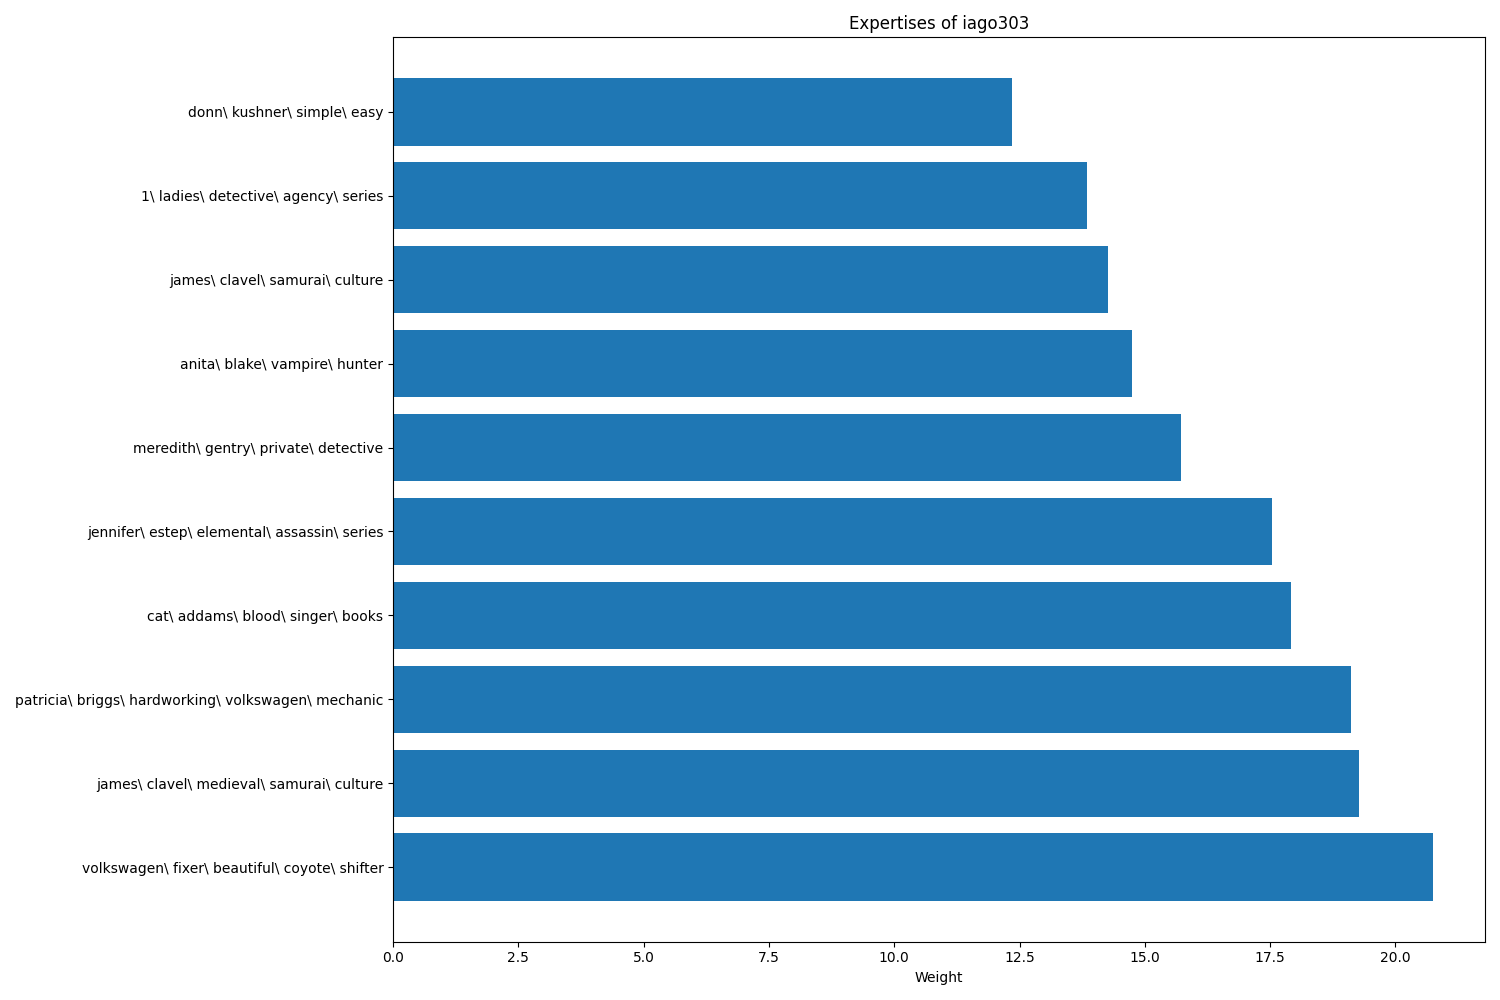 Expertises of iago303
donn\ kushner\ simple\ easy
1\ ladies\ detective\ agency\ series
james\ clavel\ samurai\ culture
anita\ blake\ vampire\ hunter
meredith\ gentry\ private\ detective
jennifer\ estep\ elemental\ assassin\ series
cat\ addams\ blood\ singer\ books
patricia\ briggs\ hardworking\ volkswagen\ mechanic
james\ clavel\ medieval\ samurai\ culture
volkswagen\ fixer\ beautiful\ coyote\ shifter
0.0 2.5 5.0 7.5 10.0 12.5 15.0 17.5 20.0
Weight